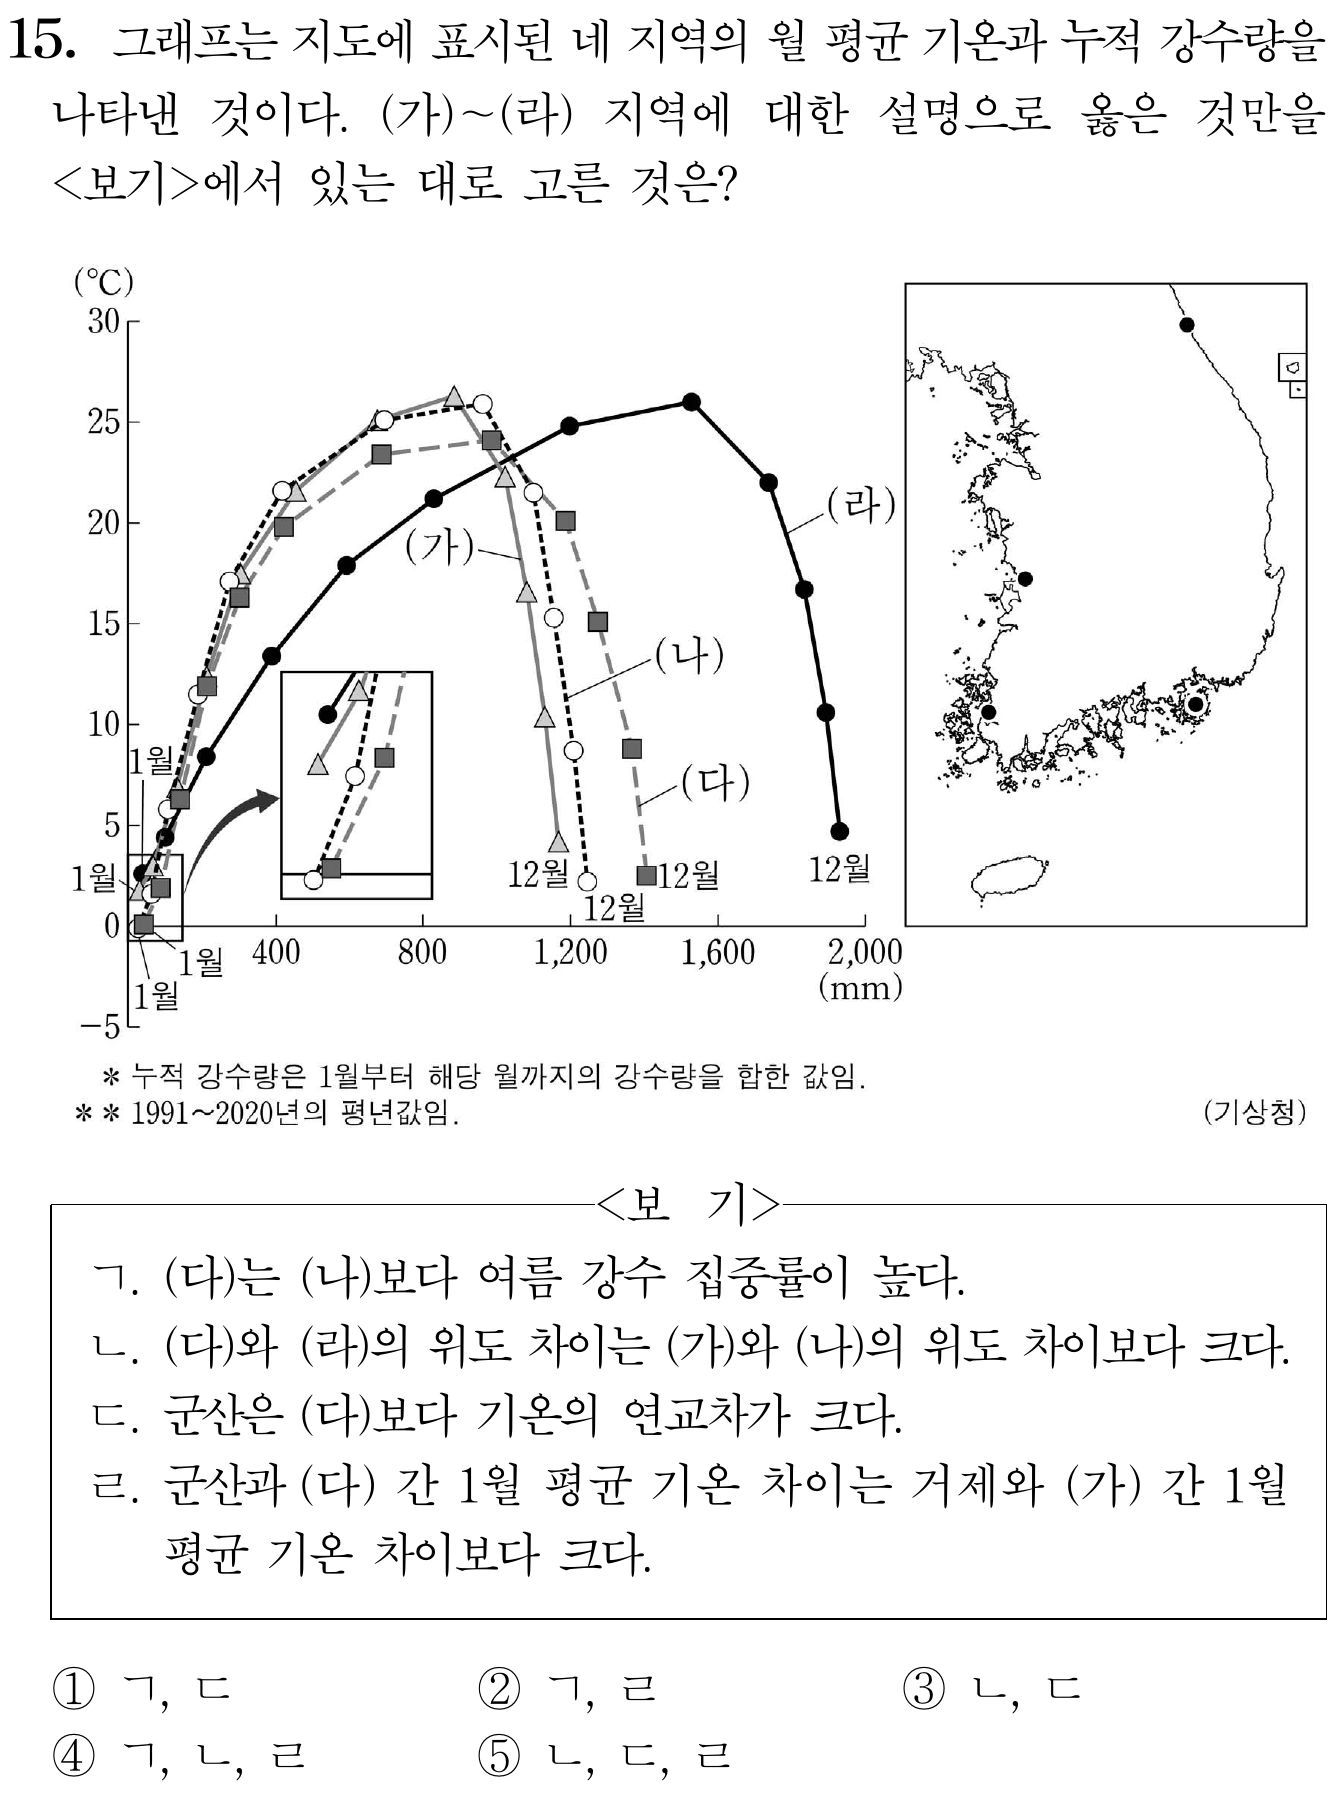 15. 그래프는 지도에 표시된 네 지역의 월 평균 기온과 누적 강수량을
나타낸 것이다. (가)~(라) 지역에 대한 설명으로 옳은 것만을
<보기>에서 있는 대로 고른 것은?
(℃)
30
25
20
15
10
5
0
-5
400
800
1,200
1,600
2,000
(mm)
(가)
(나)
(다)
(라)
1월
1월
1월
1월
12월
12월
12월
12월
* 누적 강수량은 1월부터 해당 월까지의 강수량을 합한 값임.
** 1991~2020년의 평년값임.
(기상청)
<보 기>
ㄱ. (다)는 (나)보다 여름 강수 집중률이 높다.
ㄴ. (다)와 (라)의 위도 차이는 (가)와 (나)의 위도 차이보다 크다.
ㄷ. 군산은 (다)보다 기온의 연교차가 크다.
ㄹ. 군산과 (다) 간 1월 평균 기온 차이는 거제와 (가) 간 1월
평균 기온 차이보다 크다.
① ㄱ, ㄷ
② ㄱ, ㄹ
③ ㄴ, ㄷ
④ ㄱ, ㄴ, ㄹ
⑤ ㄴ, ㄷ, ㄹ